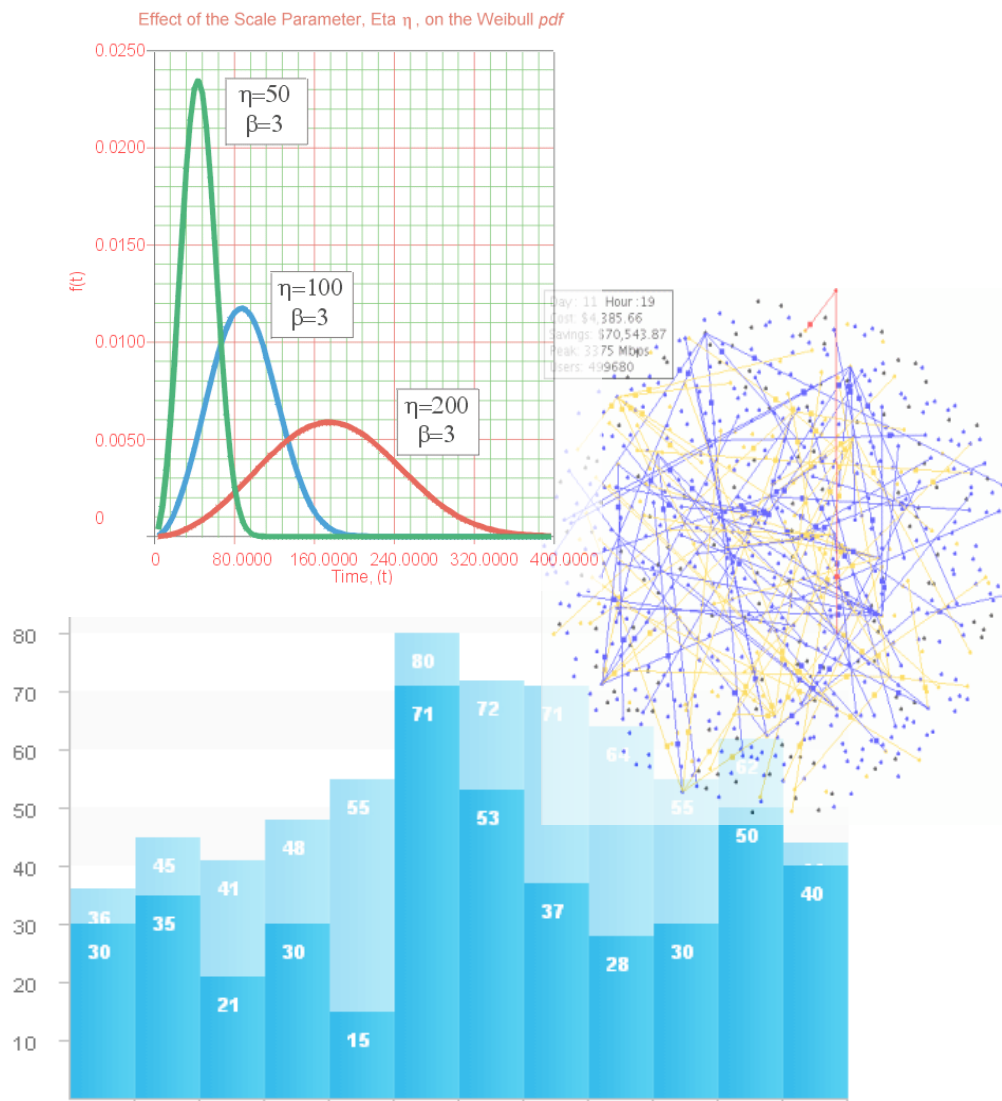 Effect of the Scale Parameter, Eta η , on the Weibull pdf
0.0250
η=50
β=3
0.0200
0.0150
f(t)
η=100
β=3
0.0100
η=200
β=3
0.0050
0
0 80.0000 160.0000 240.0000 320.0000 400.0000
Time, (t)
Day : 11 Hour :19
Cost: $4,385.66
Savings: $70,543.87
Peak: 3375 Mbps
Users: 499680
80
70
60
50
40
30
20
10
36 45 41 48 55 80 72 71 64 55 62
30 35 21 30 15 71 53 37 28 30 50 40